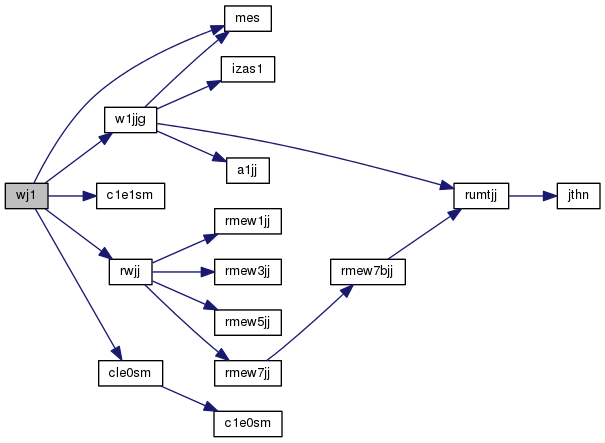 mes
izas1
w1jjg
a1jj
wj1
c1e1sm
rumtjj
jthn
rmew1jj
rwjj
rmew3jj
rmew7bjj
rmew5jj
cle0sm
rmew7jj
c1e0sm